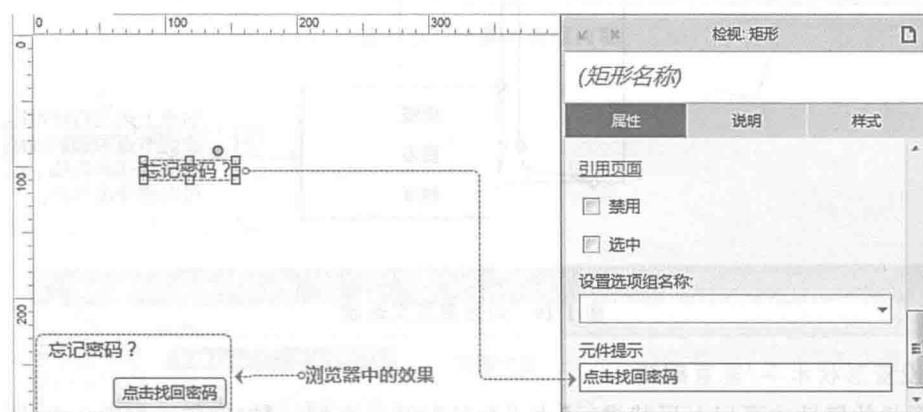 0 100 200 300
检视: 矩形
(矩形名称)
属性 说明 样式
忘记密码？
100
引用页面
禁用
选中
设置选项组名称:
200
忘记密码？
元件提示
浏览器中的效果
点击找回密码
点击找回密码